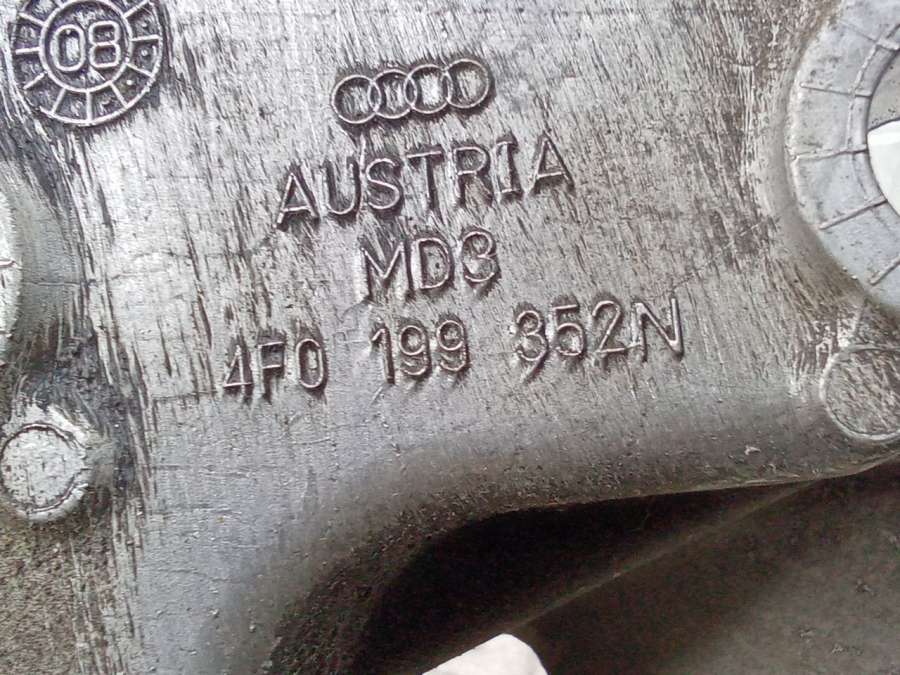 08
AUSTRIA
MD3
4F0 199 352N